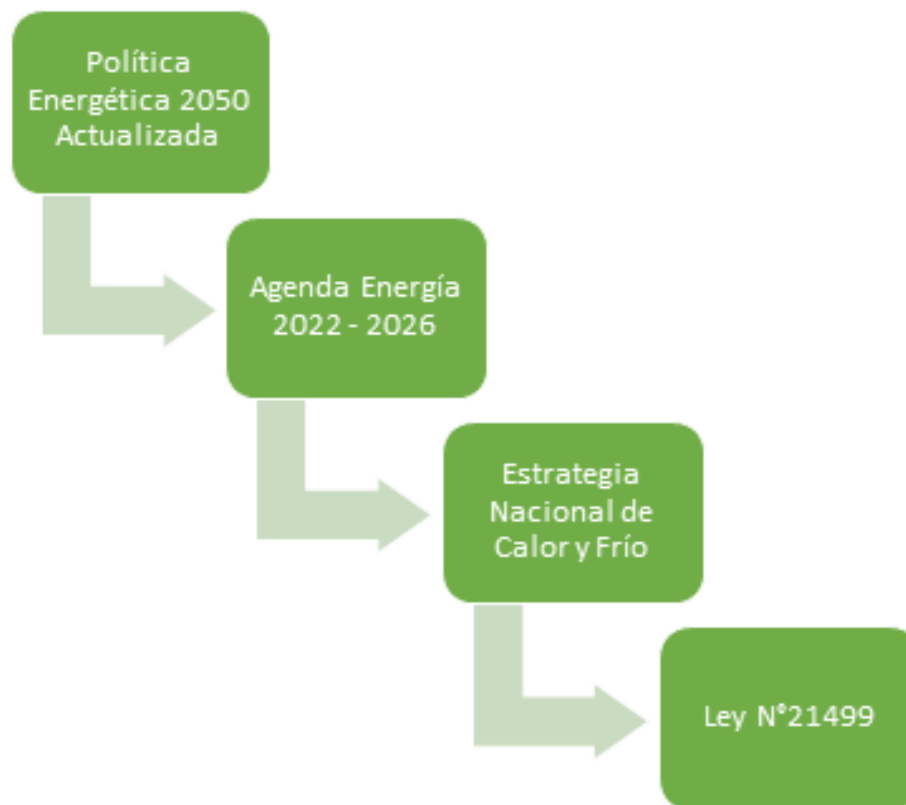 Política
Energética 2050
Actualizada
Agenda Energía
2022 - 2026
Estrategia
Nacional de
Calor y Frío
Ley N°21499